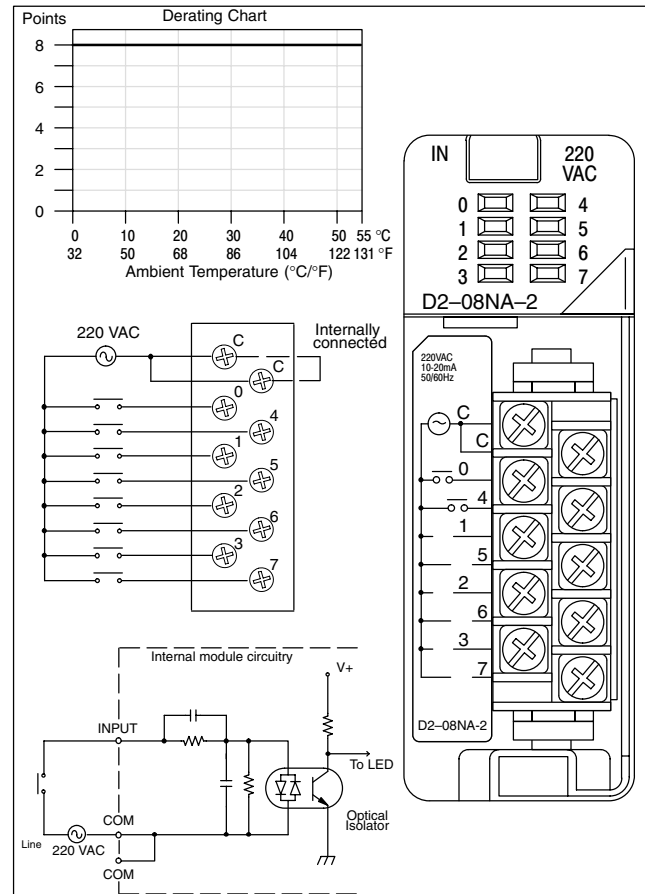 Derating Chart
Points
8
6
4
2
0
0 10 20 30 40 50 55 °C
32 50 68 86 104 122 131 °F
Ambient Temperature (°C/°F)
220 VAC
Internally
connected
C
C
0
4
1
5
2
6
3
7
Internal module circuitry
V+
INPUT
To LED
Optical
Isolator
COM
Line
220 VAC
COM
IN
220
VAC
0 4
1 5
2 6
3 7
D2–08NA–2
220VAC
10-20mA
50/60Hz
C
C
0
4
1
5
2
6
3
7
D2–08NA-2